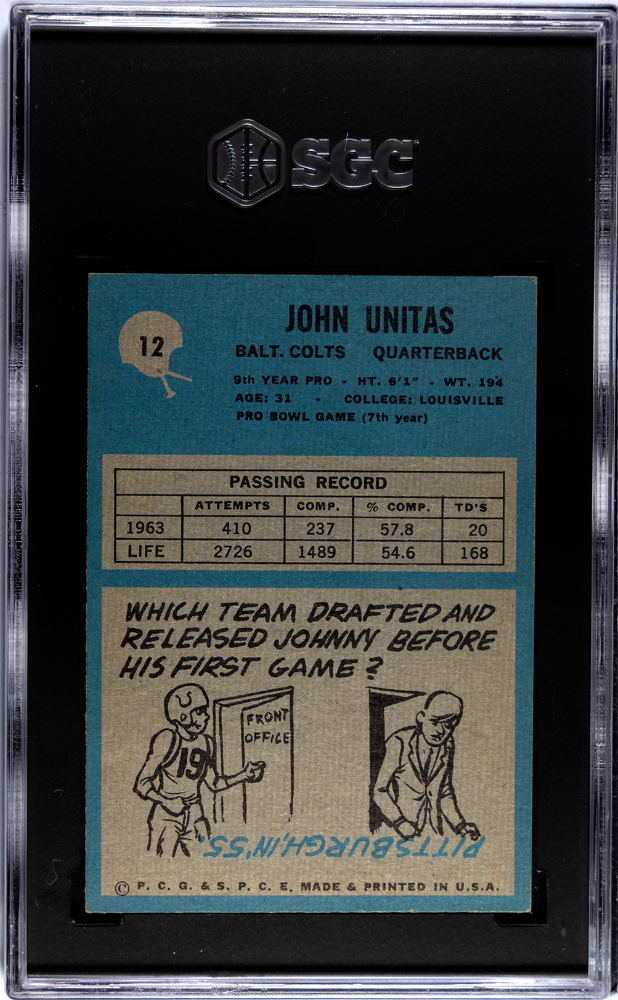 SGC
12
JOHN UNITAS
BALT. COLTS QUARTERBACK
9th YEAR PRO - HT. 6'1" - WT. 194
AGE: 31 - COLLEGE: LOUISVILLE
PRO BOWL GAME (7th year)
PASSING RECORD
ATTEMPTS COMP. % COMP. TD'S
1963 410 237 57.8 20
LIFE 2726 1489 54.6 168
WHICH TEAM DRAFTED AND
RELEASED JOHNNY BEFORE
HIS FIRST GAME?
FRONT
OFFICE
19
PITTSBURGH, IN '55.
© P. C. G. & S. P. C. E. MADE & PRINTED IN U.S.A.